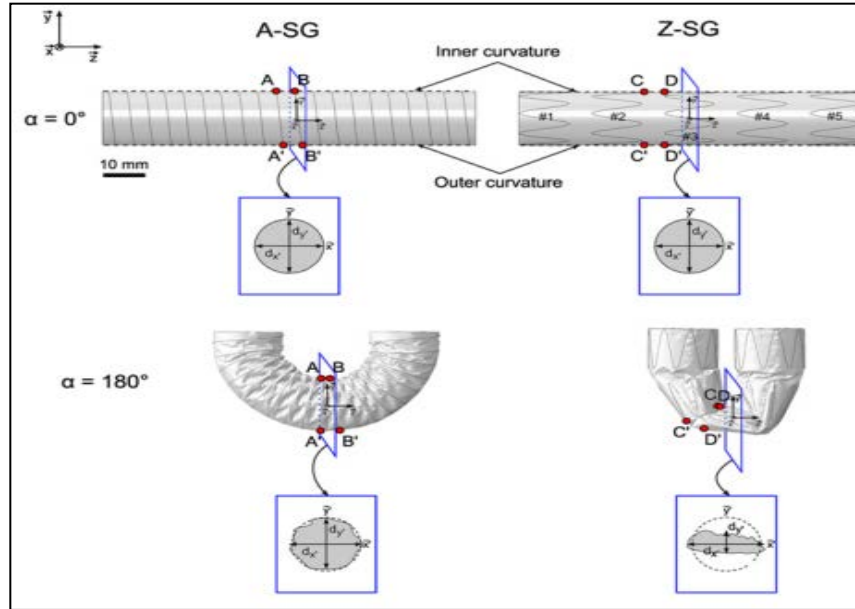 y
x
z
A-SG
Z-SG
Inner curvature
α = 0°
A
B
C
D
#1
#2
#3
#4
#5
A'
B'
C'
D'
10 mm
Outer curvature
y'
dy'
dx'
x'
y'
dy'
dx'
x'
α = 180°
A
B
A'
B'
C
D
C'
D'
y'
dy'
dx'
x'
y'
dy'
dx'
x'